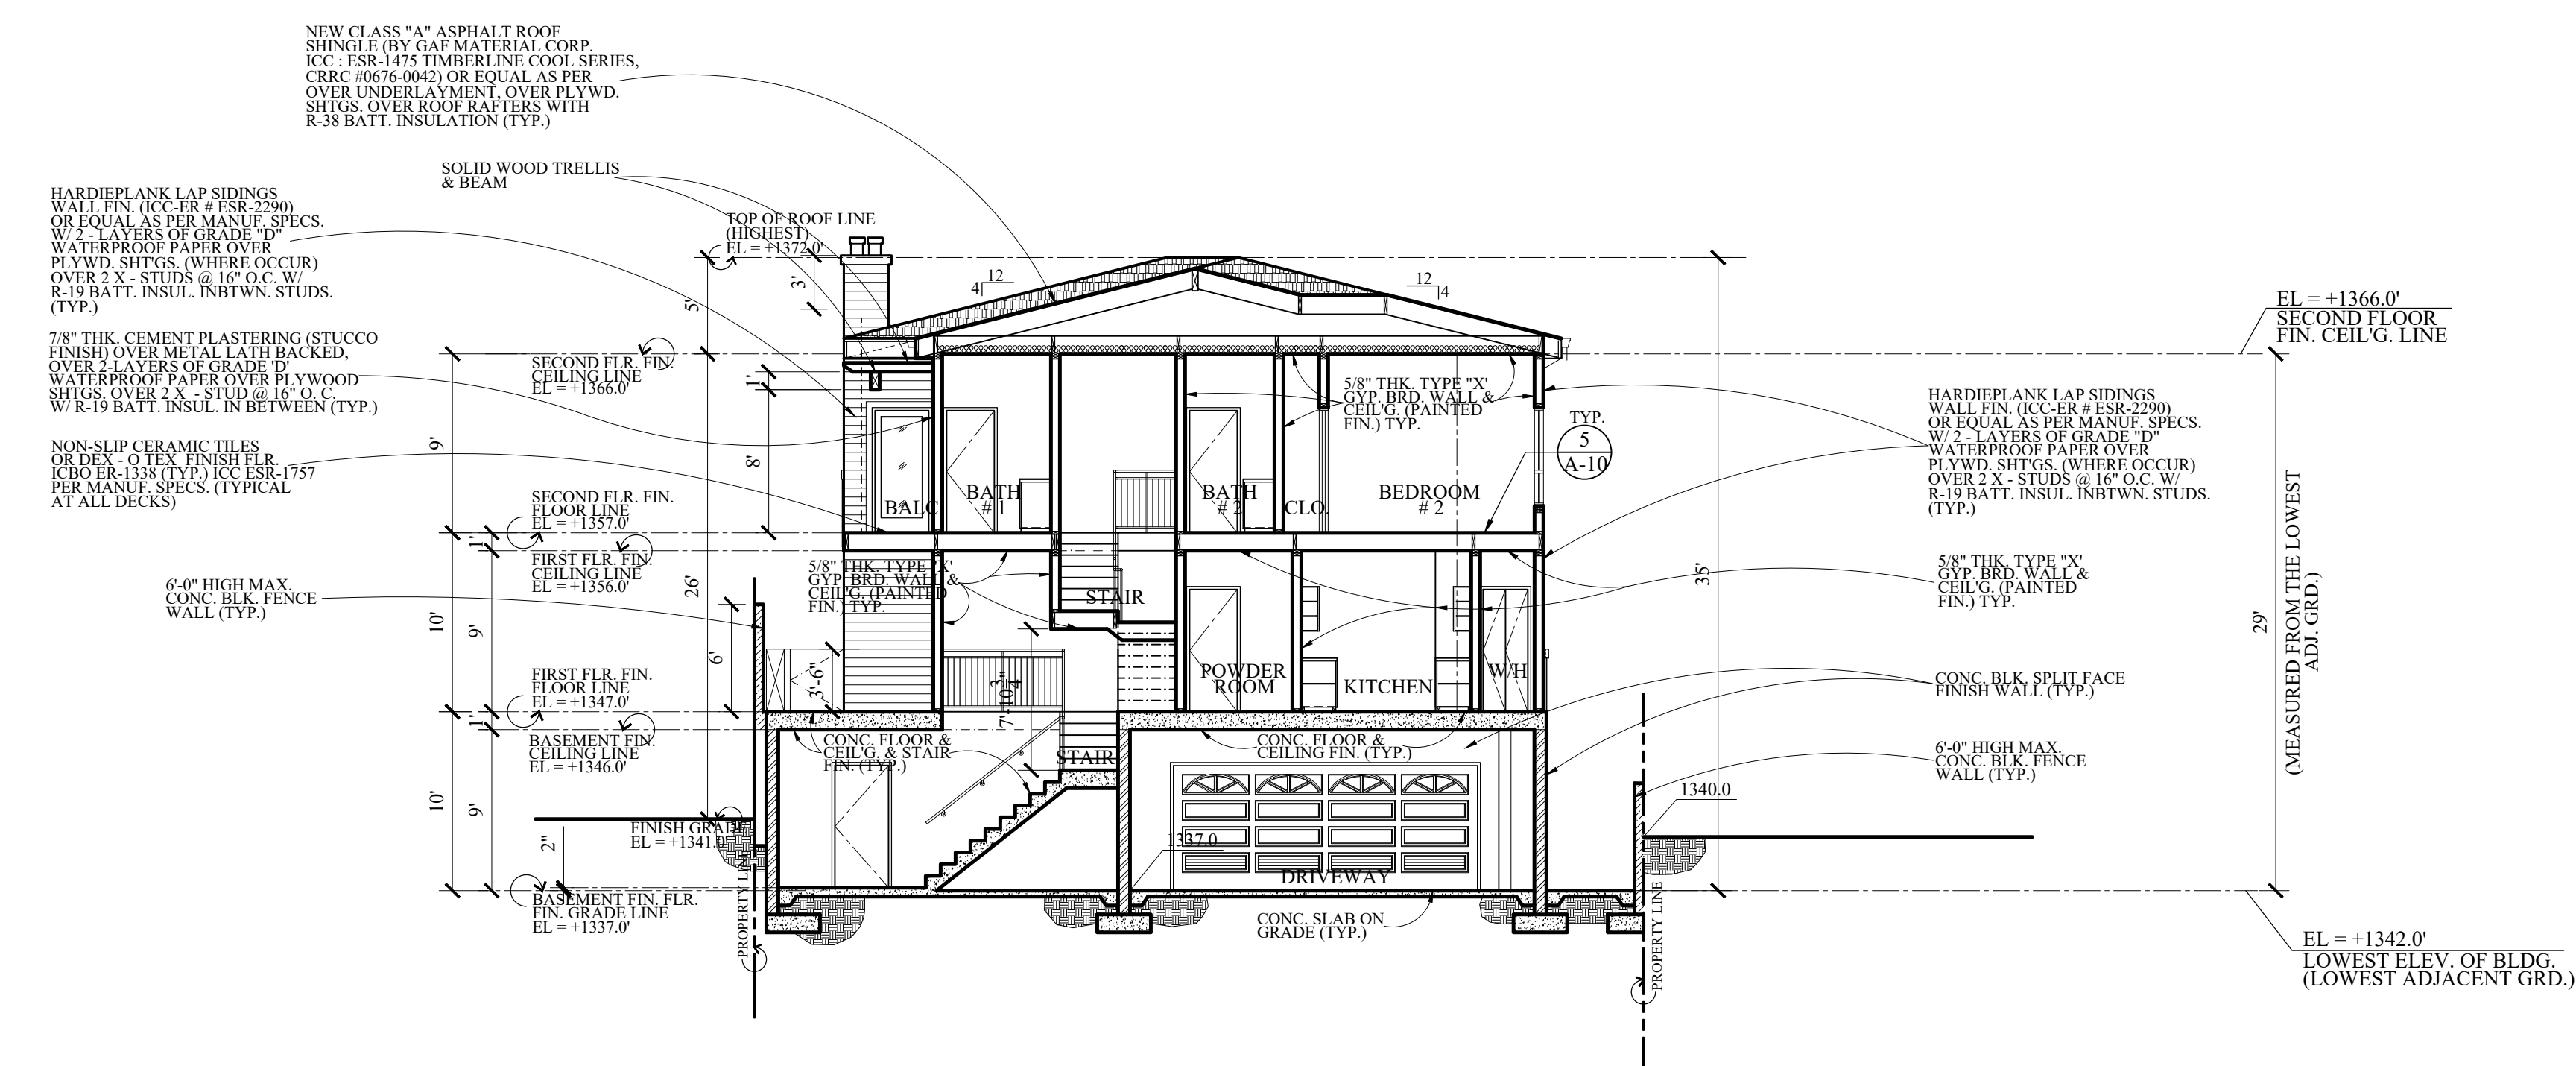 NEW CLASS "A" ASPHALT ROOF
SHINGLE (BY GAF MATERIAL CORP.
ICC : ESR-1475 TIMBERLINE COOL SERIES,
CRRC #0676-0042) OR EQUAL AS PER
OVER UNDERLAYMENT, OVER PLYWD.
SHTGS. OVER ROOF RAFTERS WITH
R-38 BATT. INSULATION (TYP.)
SOLID WOOD TRELLIS
& BEAM
HARDIEPLANK LAP SIDINGS
WALL FIN. (ICC-ER # ESR-2290)
OR EQUAL AS PER MANUF. SPECS.
W/ 2 - LAYERS OF GRADE "D"
WATERPROOF PAPER OVER
PLYWD. SHT'GS. (WHERE OCCUR)
OVER 2 X - STUDS @ 16" O.C. W/
R-19 BATT. INSUL. INBTWN. STUDS.
(TYP.)
7/8" THK. CEMENT PLASTERING (STUCCO
FINISH) OVER METAL LATH BACKED,
OVER 2-LAYERS OF GRADE 'D'
WATERPROOF PAPER OVER PLYWOOD
SHTGS. OVER 2 X - STUD @ 16" O. C.
W/ R-19 BATT. INSUL. IN BETWEEN (TYP.)
NON-SLIP CERAMIC TILES
OR DEX - O TEX. FINISH FLR.
ICBO ER-1338 (TYP.) ICC ESR-1757
PER MANUF. SPECS. (TYPICAL
AT ALL DECKS)
6'-0" HIGH MAX.
CONC. BLK. FENCE
WALL (TYP.)
TOP OF ROOF LINE
(HIGHEST)
EL = +1372.0'
SECOND FLR. FIN.
CEILING LINE
EL = +1366.0'
SECOND FLR. FIN.
FLOOR LINE
EL = +1357.0'
FIRST FLR. FIN.
CEILING LINE
EL = +1356.0'
FIRST FLR. FIN.
FLOOR LINE
EL = +1347.0'
BASEMENT FIN.
CEILING LINE
EL = +1346.0'
FINISH GRADE
EL = +1341.0'
BASEMENT FIN. FLR.
FIN. GRADE LINE
EL = +1337.0'
9'
10'
10'
1'
9'
1'
9'
2"
5'
26'
3'
1'
8'
6'
3'-6"
7'-10 3/4"
12
4
12
4
BALC
BATH
# 1
BATH
# 2
CLO.
BEDROOM
# 2
5/8" THK. TYPE "X'
GYP. BRD. WALL &
CEIL'G. (PAINTED
FIN.) TYP.
TYP.
5
A-10
5/8" THK. TYPE 'X'
GYP. BRD. WALL &
CEIL'G. (PAINTED
FIN.) TYP.
STAIR
POWDER
ROOM
KITCHEN
W/H
CONC. FLOOR &
CEIL'G. & STAIR
FIN. (TYP.)
STAIR
CONC. FLOOR &
CEILING FIN. (TYP.)
1337.0
DRIVEWAY
CONC. SLAB ON
GRADE (TYP.)
PROPERTY LINE
PROPERTY LINE
1340.0
35'
29'
(MEASURED FROM THE LOWEST
ADJ. GRD.)
EL = +1366.0'
SECOND FLOOR
FIN. CEIL'G. LINE
HARDIEPLANK LAP SIDINGS
WALL FIN. (ICC-ER # ESR-2290)
OR EQUAL AS PER MANUF. SPECS.
W/ 2 - LAYERS OF GRADE "D"
WATERPROOF PAPER OVER
PLYWD. SHT'GS. (WHERE OCCUR)
OVER 2 X - STUDS @ 16" O.C. W/
R-19 BATT. INSUL. INBTWN. STUDS.
(TYP.)
5/8" THK. TYPE "X'
GYP. BRD. WALL &
CEIL'G. (PAINTED
FIN.) TYP.
CONC. BLK. SPLIT FACE
FINISH WALL (TYP.)
6'-0" HIGH MAX.
CONC. BLK. FENCE
WALL (TYP.)
EL = +1342.0'
LOWEST ELEV. OF BLDG.
(LOWEST ADJACENT GRD.)